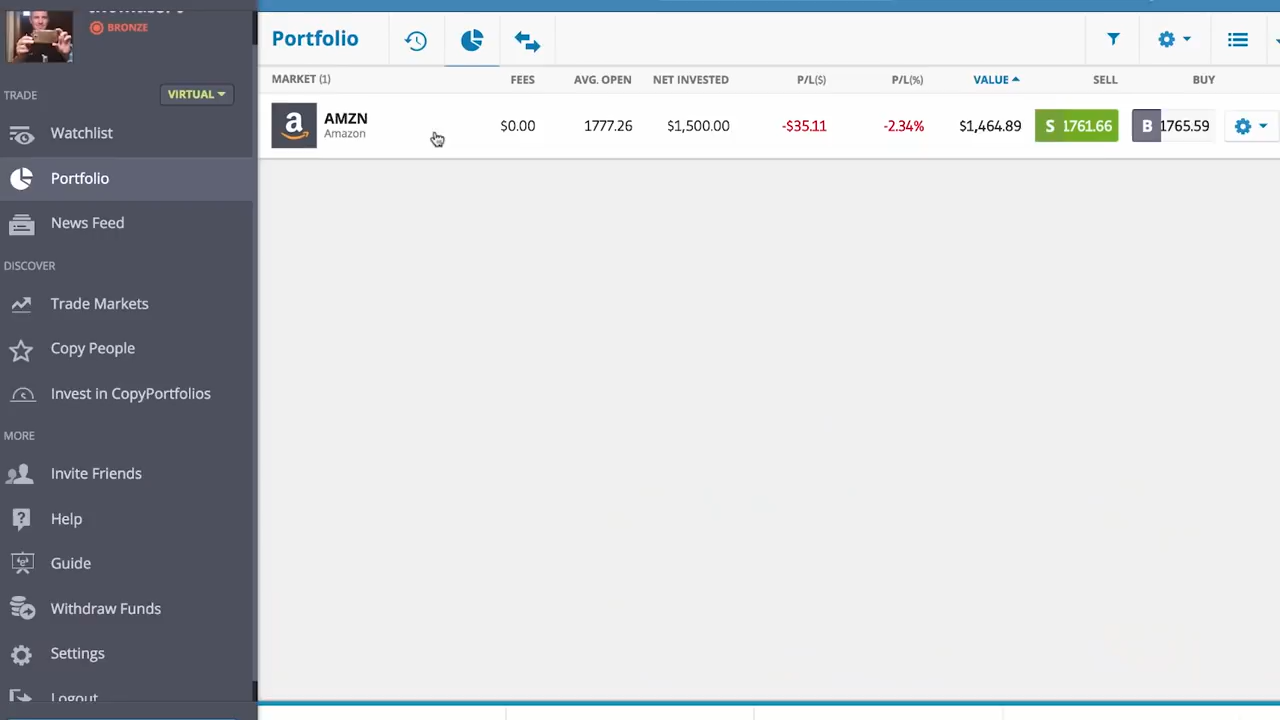 BRONZE
TRADE
VIRTUAL
Watchlist
Portfolio
News Feed
DISCOVER
Trade Markets
Copy People
Invest in CopyPortfolios
MORE
Invite Friends
Help
Guide
Withdraw Funds
Settings
Logout
Portfolio
MARKET (1) FEES AVG. OPEN NET INVESTED P/L($) P/L(%) VALUE SELL BUY
a AMZN $0.00 1777.26 $1,500.00 -$35.11 -2.34% $1,464.89 S 1761.66 B 1765.59
Amazon